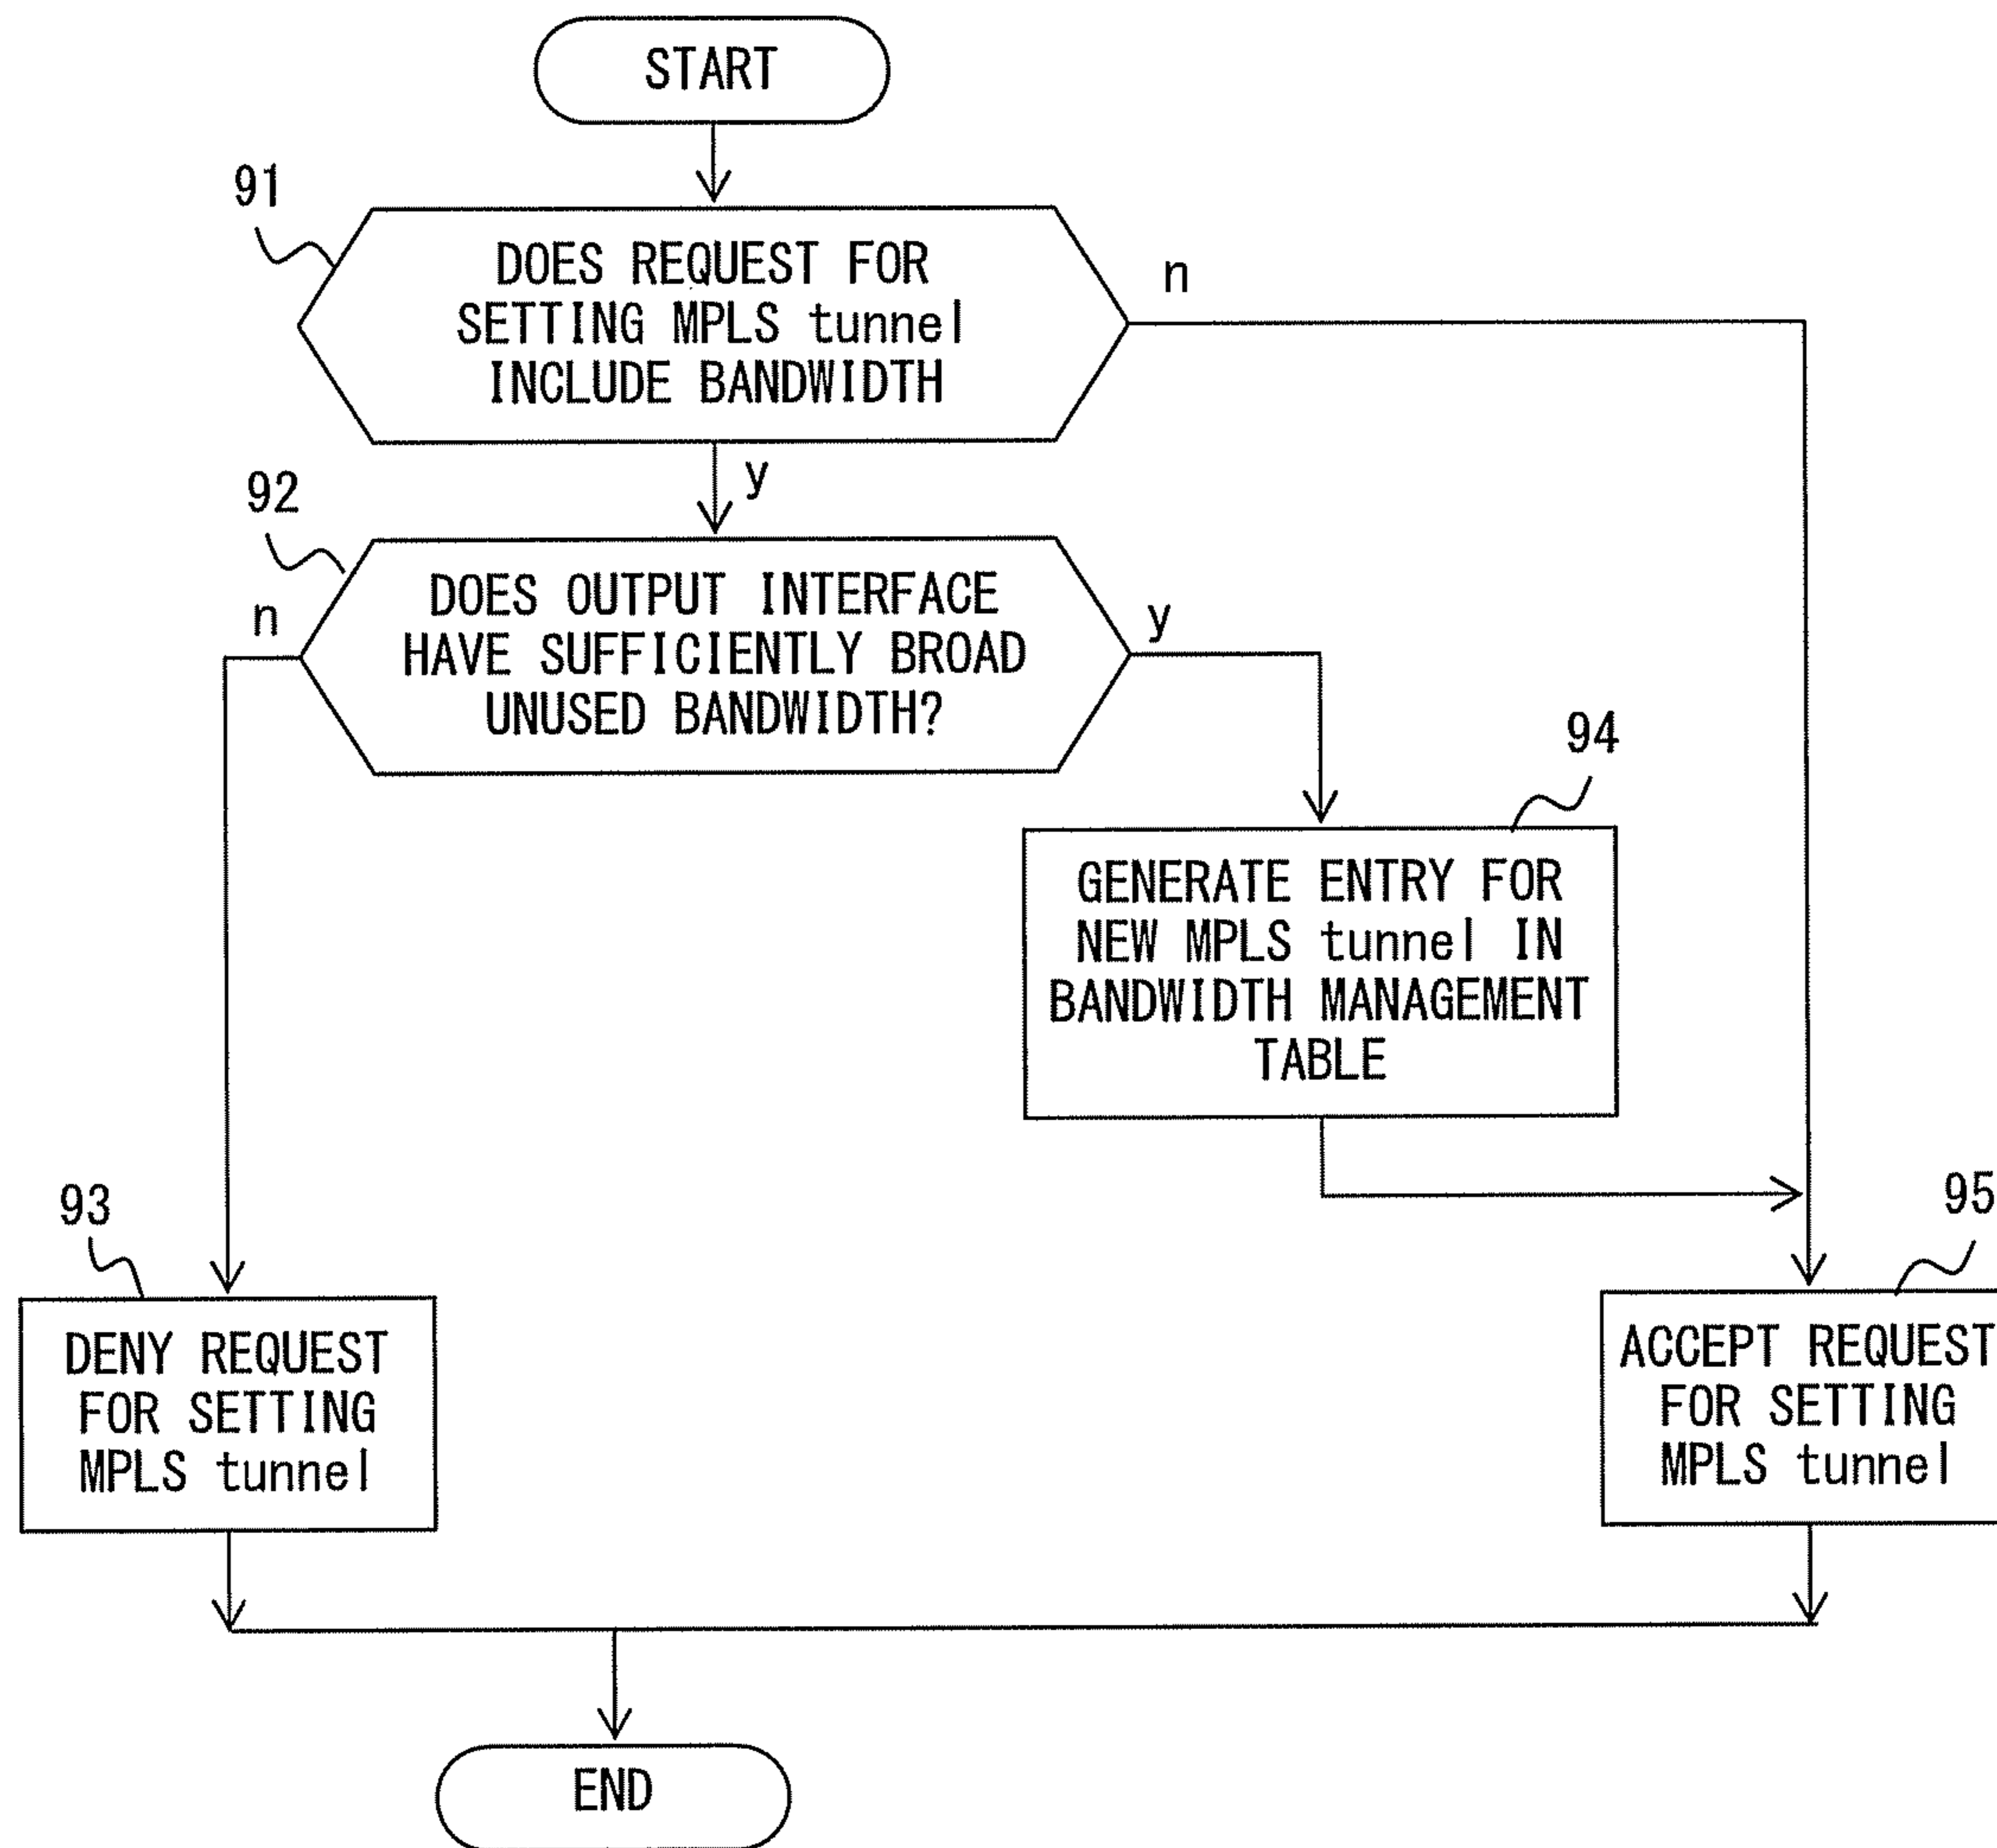 START
91
DOES REQUEST FOR
SETTING MPLS tunnel
INCLUDE BANDWIDTH
n
y
92
DOES OUTPUT INTERFACE
HAVE SUFFICIENTLY BROAD
UNUSED BANDWIDTH?
n
y
94
GENERATE ENTRY FOR
NEW MPLS tunnel IN
BANDWIDTH MANAGEMENT
TABLE
93
DENY REQUEST
FOR SETTING
MPLS tunnel
95
ACCEPT REQUEST
FOR SETTING
MPLS tunnel
END